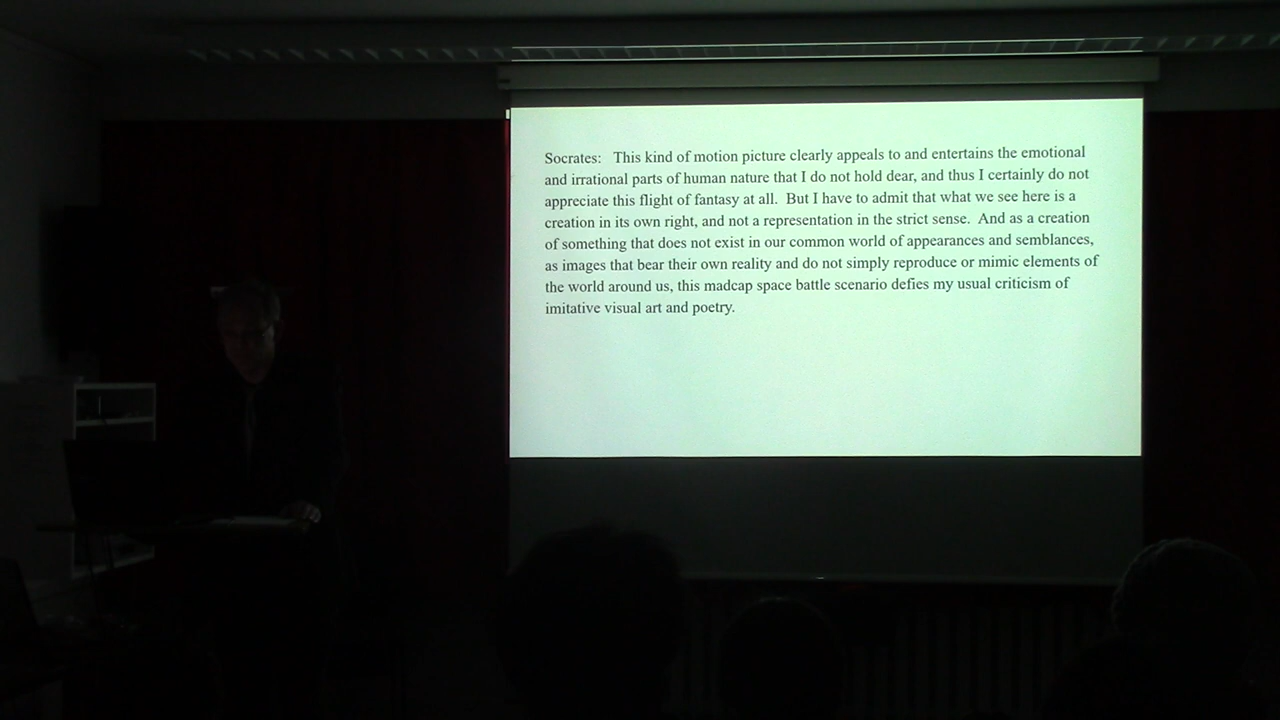 Socrates: This kind of motion picture clearly appeals to and entertains the emotional
and irrational parts of human nature that I do not hold dear, and thus I certainly do not
appreciate this flight of fantasy at all. But I have to admit that what we see here is a
creation in its own right, and not a representation in the strict sense. And as a creation
of something that does not exist in our common world of appearances and semblances,
as images that bear their own reality and do not simply reproduce or mimic elements of
the world around us, this madcap space battle scenario defies my usual criticism of
imitative visual art and poetry.